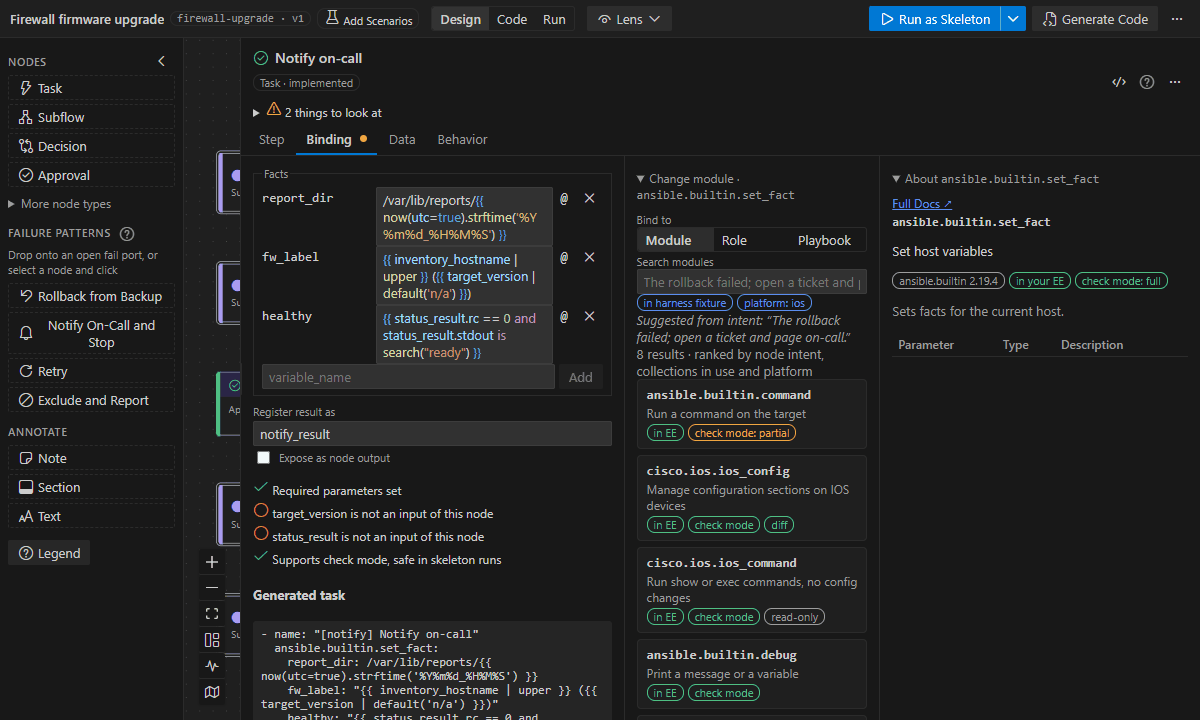 Firewall firmware upgrade
firewall-upgrade · v1
Add Scenarios
Design
Code
Run
Lens
Run as Skeleton
Generate Code
NODES
Task
Subflow
Decision
Approval
More node types
FAILURE PATTERNS
Drop onto an open fail port, or
select a node and click
Rollback from Backup
Notify On-Call and
Stop
Retry
Exclude and Report
ANNOTATE
Note
Section
Text
Legend
Su
Su
Ap
Su
Su
Notify on-call
Task · implemented
2 things to look at
Step
Binding
Data
Behavior
Facts
report_dir
/var/lib/reports/{{
now(utc=true).strftime('%Y
%m%d_%H%M%S') }}
@
fw_label
{{ inventory_hostname |
upper }} ({{ target_version |
default('n/a') }})
@
healthy
{{ status_result.rc == 0 and
status_result.stdout is
search("ready") }}
@
variable_name
Add
Register result as
notify_result
Expose as node output
Required parameters set
target_version is not an input of this node
status_result is not an input of this node
Supports check mode, safe in skeleton runs
Generated task
- name: "[notify] Notify on-call"
ansible.builtin.set_fact:
report_dir: /var/lib/reports/{{
now(utc=true).strftime('%Y%m%d_%H%M%S') }}
fw_label: "{{ inventory_hostname | upper }} ({{
target_version | default('n/a') }})"
healthy: "{{ status_result.rc == 0 and
Change module ·
ansible.builtin.set_fact
Bind to
Module
Role
Playbook
Search modules
The rollback failed; open a ticket and p
in harness fixture
platform: ios
Suggested from intent: “The rollback
failed; open a ticket and page on-call.”
8 results · ranked by node intent,
collections in use and platform
ansible.builtin.command
Run a command on the target
in EE
check mode: partial
cisco.ios.ios_config
Manage configuration sections on IOS
devices
in EE
check mode
diff
cisco.ios.ios_command
Run show or exec commands, no config
changes
in EE
check mode
read-only
ansible.builtin.debug
Print a message or a variable
in EE
check mode
About ansible.builtin.set_fact
Full Docs ↗
ansible.builtin.set_fact
Set host variables
ansible.builtin 2.19.4
in your EE
check mode: full
Sets facts for the current host.
Parameter
Type
Description